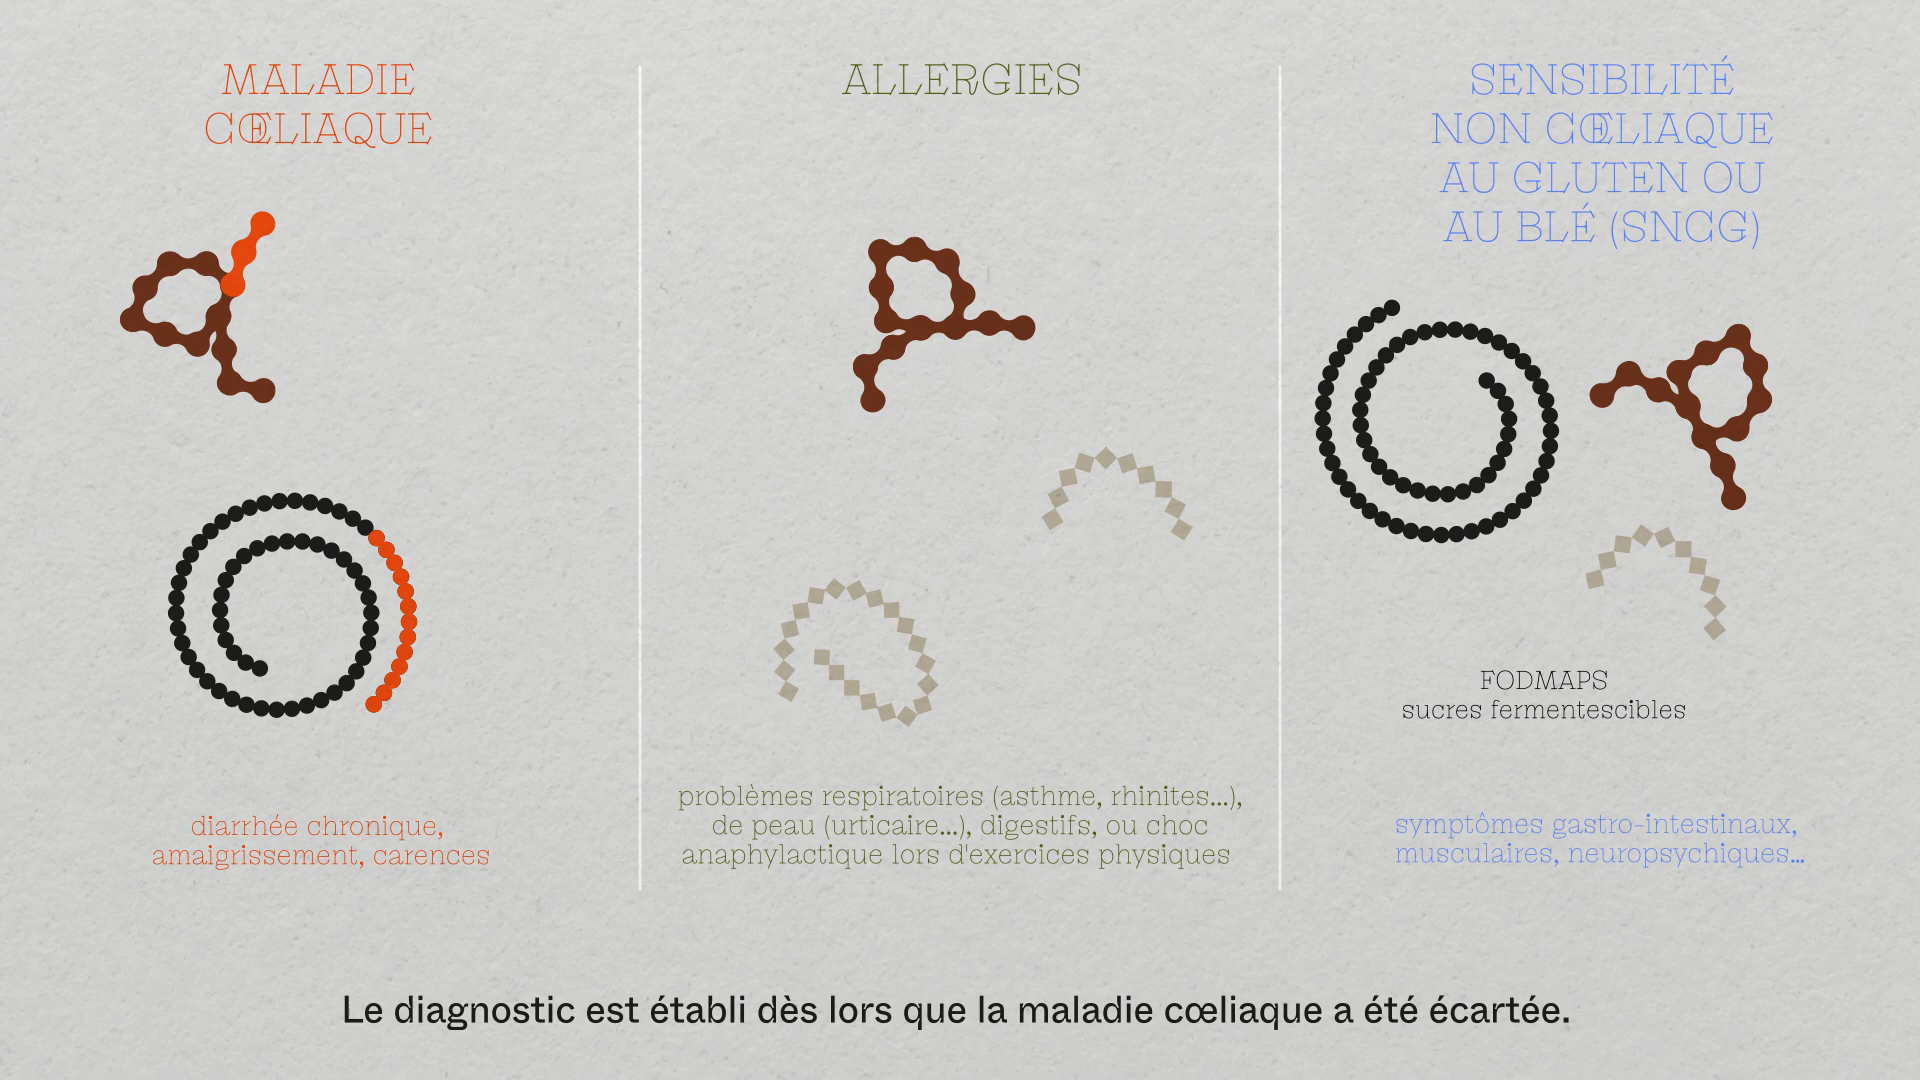 MALADIE
CŒLIAQUE
diarrhée chronique,
amaigrissement, carences
ALLERGIES
problèmes respiratoires (asthme, rhinites...),
de peau (urticaire...), digestifs, ou choc
anaphylactique lors d'exercices physiques
SENSIBILITÉ
NON CŒLIAQUE
AU GLUTEN OU
AU BLÉ (SNCG)
FODMAPS
sucres fermentescibles
symptômes gastro-intestinaux,
musculaires, neuropsychiques...
Le diagnostic est établi dès lors que la maladie cœliaque a été écartée.